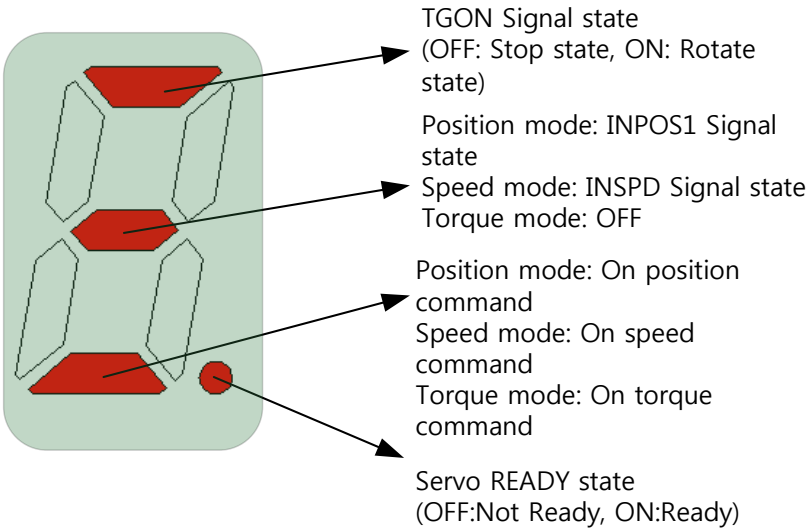 TGON Signal state
(OFF: Stop state, ON: Rotate
state)
Position mode: INPOS1 Signal
state
Speed mode: INSPD Signal state
Torque mode: OFF
Position mode: On position
command
Speed mode: On speed
command
Torque mode: On torque
command
Servo READY state
(OFF:Not Ready, ON:Ready)